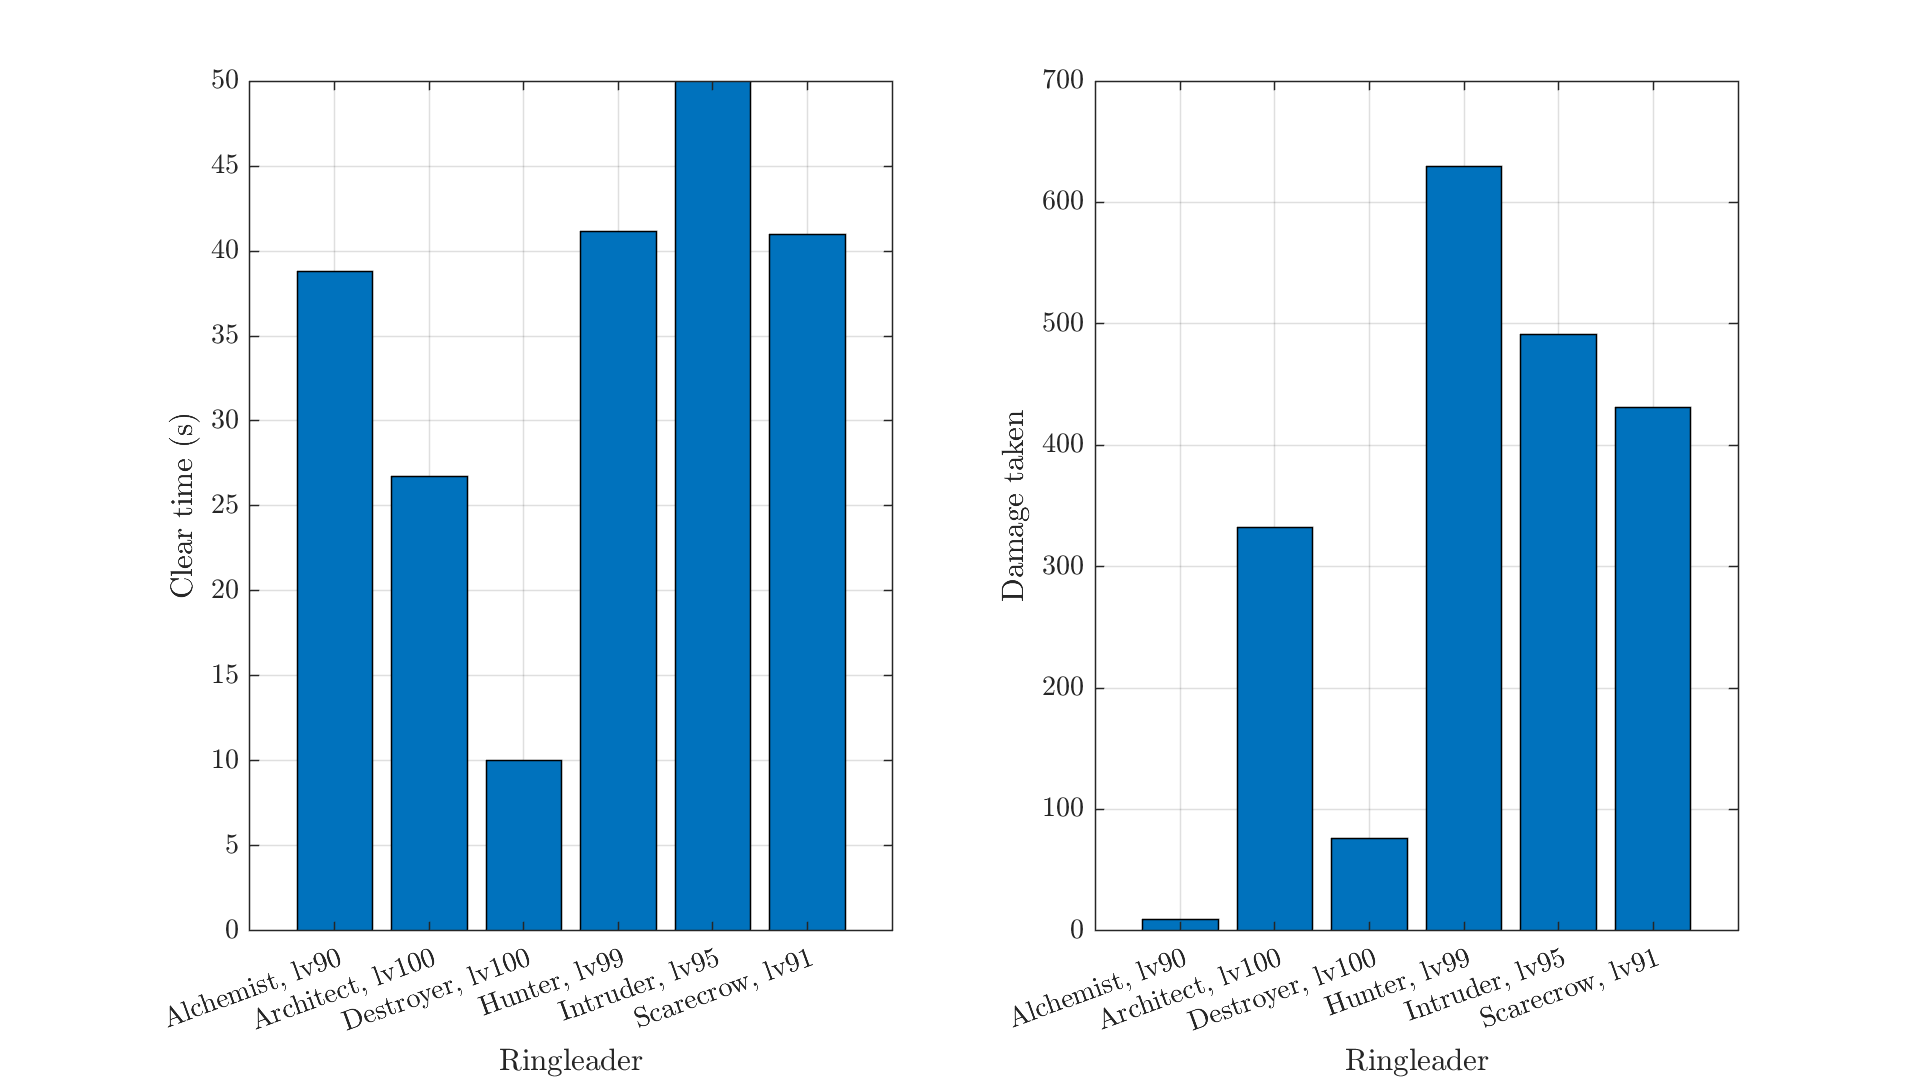 50
45
40
35
30
25
20
15
10
5
0
Clear time (s)
Alchemist, lv90
Architect, lv100
Destroyer, lv100
Hunter, lv99
Intruder, lv95
Scarecrow, lv91
Ringleader
700
600
500
400
300
200
100
0
Damage taken
Alchemist, lv90
Architect, lv100
Destroyer, lv100
Hunter, lv99
Intruder, lv95
Scarecrow, lv91
Ringleader